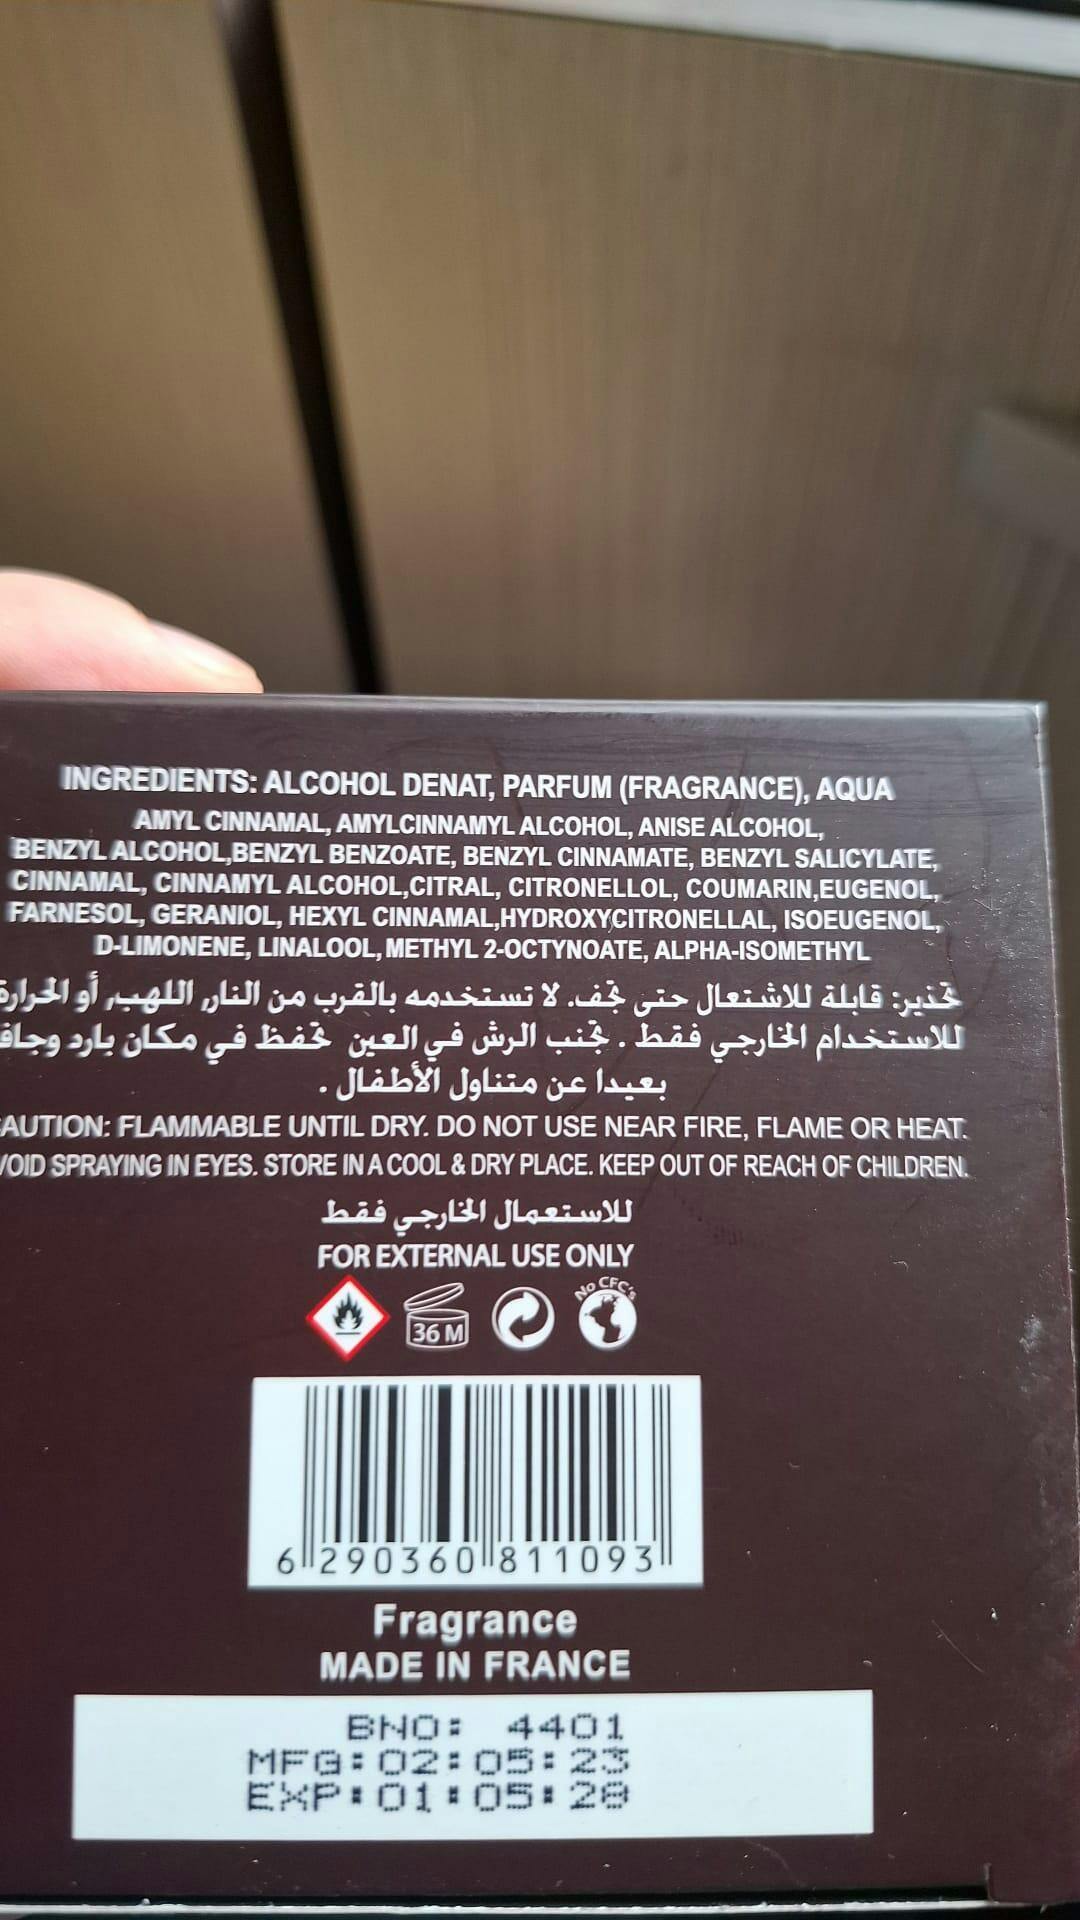 INGREDIENTS: ALCOHOL DENAT, PARFUM (FRAGRANCE), AQUA
AMYL CINNAMAL, AMYLCINNAMYL ALCOHOL, ANISE ALCOHOL,
BENZYL ALCOHOL,BENZYL BENZOATE, BENZYL CINNAMATE, BENZYL SALICYLATE,
CINNAMAL, CINNAMYL ALCOHOL,CITRAL, CITRONELLOL, COUMARIN,EUGENOL,
FARNESOL, GERANIOL, HEXYL CINNAMAL,HYDROXYCITRONELLAL, ISOEUGENOL,
D-LIMONENE, LINALOOL, METHYL 2-OCTYNOATE, ALPHA-ISOMETHYL
تحذير: قابلة للاشتعال حتى تجف. لا تستخدمه بالقرب من النار, اللهب, أو الحرارة
للاستخدام الخارجي فقط . تجنب الرش في العين تحفظ في مكان بارد وجاف
بعيدا عن متناول الأطفال .
AUTION: FLAMMABLE UNTIL DRY. DO NOT USE NEAR FIRE, FLAME OR HEAT.
VOID SPRAYING IN EYES. STORE IN A COOL & DRY PLACE. KEEP OUT OF REACH OF CHILDREN.
للاستعمال الخارجي فقط
FOR EXTERNAL USE ONLY
36 M
No CFC's
6 290360 811093
Fragrance
MADE IN FRANCE
BNO: 4401
MFG:02:05:23
EXP:01:05:28